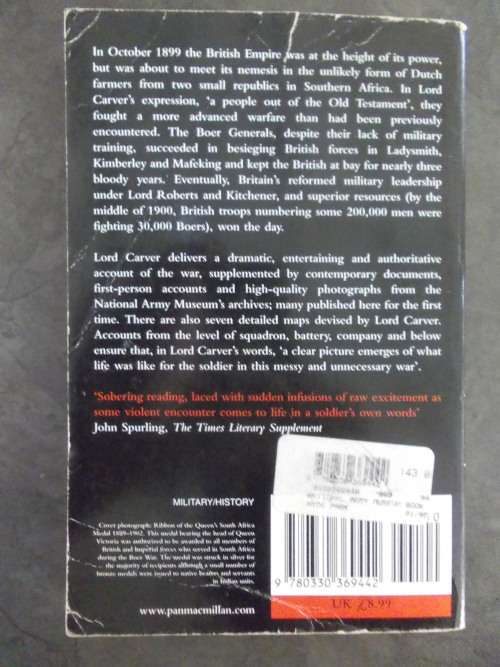 In October 1899 the British Empire was at the height of its power,
but was about to meet its nemesis in the unlikely form of Dutch
farmers from two small republics in Southern Africa. In Lord
Carver's expression, 'a people out of the Old Testament', they
fought a more advanced warfare than had been previously
encountered. The Boer Generals, despite their lack of military
training, succeeded in besieging British forces in Ladysmith,
Kimberley and Mafeking and kept the British at bay for nearly three
bloody years. Eventually, Britain's reformed military leadership
under Lord Roberts and Kitchener, and superior resources (by the
middle of 1900, British troops numbering some 200,000 men were
fighting 30,000 Boers), won the day.
Lord Carver delivers a dramatic, entertaining and authoritative
account of the war, supplemented by contemporary documents,
first-person accounts and high-quality photographs from the
National Army Museum's archives; many published here for the first
time. There are also seven detailed maps devised by Lord Carver.
Accounts from the level of squadron, battery, company and below
ensure that, in Lord Carver's words, 'a clear picture emerges of what
life was like for the soldier in this messy and unnecessary war'.
'Sobering reading, laced with sudden infusions of raw excitement as
some violent encounter comes to life in a soldier's own words'
John Spurling, The Times Literary Supplement
143
MILITARY/HISTORY
Cover photograph: Ribbon of the Queen's South Africa
Medal 1889-1902. This medal bearing the head of Queen
Victoria was authorized to be awarded to all members of
British and Imperial forces who served in South Africa
during the Boer War. The medal was struck in silver for
the majority of recipients although a small number of
bronze medals were issued to native bearers and servants
in Indian units.
9 780330 369442
UK £8.99
www.panmacmillan.com